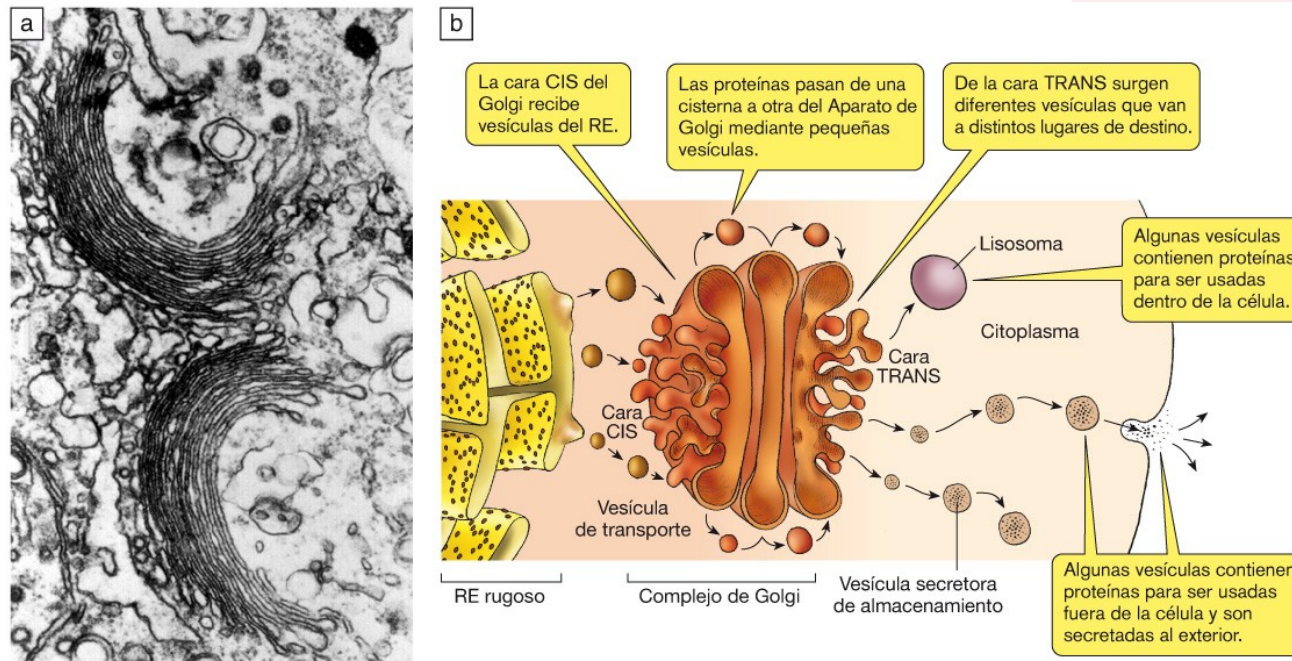 a
b
La cara CIS del
Golgi recibe
vesículas del RE.
Las proteínas pasan de una
cisterna a otra del Aparato de
Golgi mediante pequeñas
vesículas.
De la cara TRANS surgen
diferentes vesículas que van
a distintos lugares de destino.
Algunas vesículas
contienen proteínas
para ser usadas
dentro de la célula.
Lisosoma
Citoplasma
Cara
TRANS
Cara
CIS
Vesícula
de transporte
RE rugoso
Complejo de Golgi
Vesícula secretora
de almacenamiento
Algunas vesículas contienen
proteínas para ser usadas
fuera de la célula y son
secretadas al exterior.